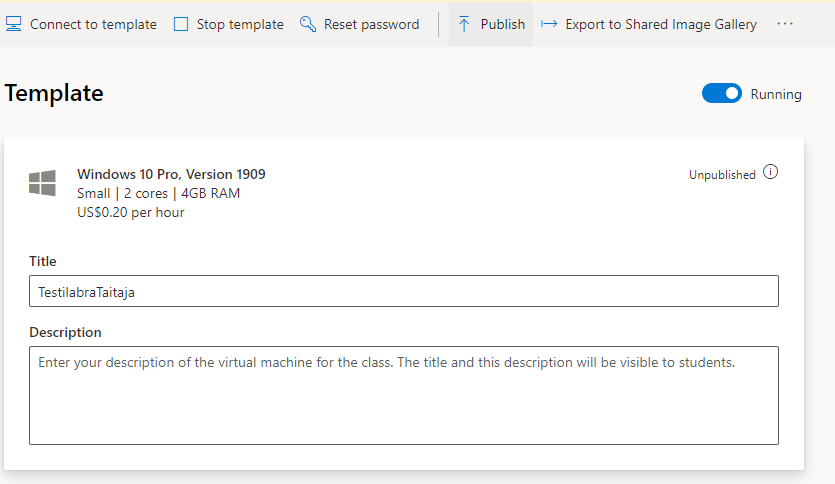 Connect to template Stop template Reset password Publish Export to Shared Image Gallery ...
Template
Running
Windows 10 Pro, Version 1909
Unpublished
Small | 2 cores | 4GB RAM
US$0.20 per hour
Title
TestilabraTaitaja
Description
Enter your description of the virtual machine for the class. The title and this description will be visible to students.